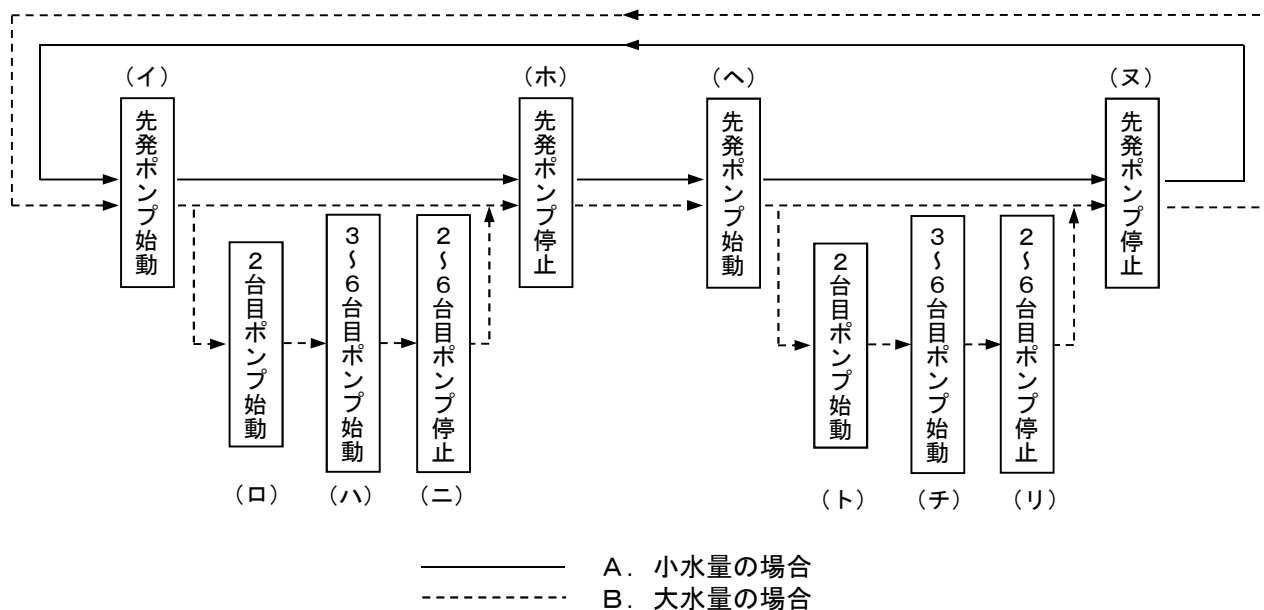 （イ）
先発ポンプ始動
（ロ）
2台目ポンプ始動
（ハ）
3～6台目ポンプ始動
（ニ）
2～6台目ポンプ停止
（ホ）
先発ポンプ停止
（ヘ）
先発ポンプ始動
（ト）
2台目ポンプ始動
（チ）
3～6台目ポンプ始動
（リ）
2～6台目ポンプ停止
（ヌ）
先発ポンプ停止
A．小水量の場合
B．大水量の場合